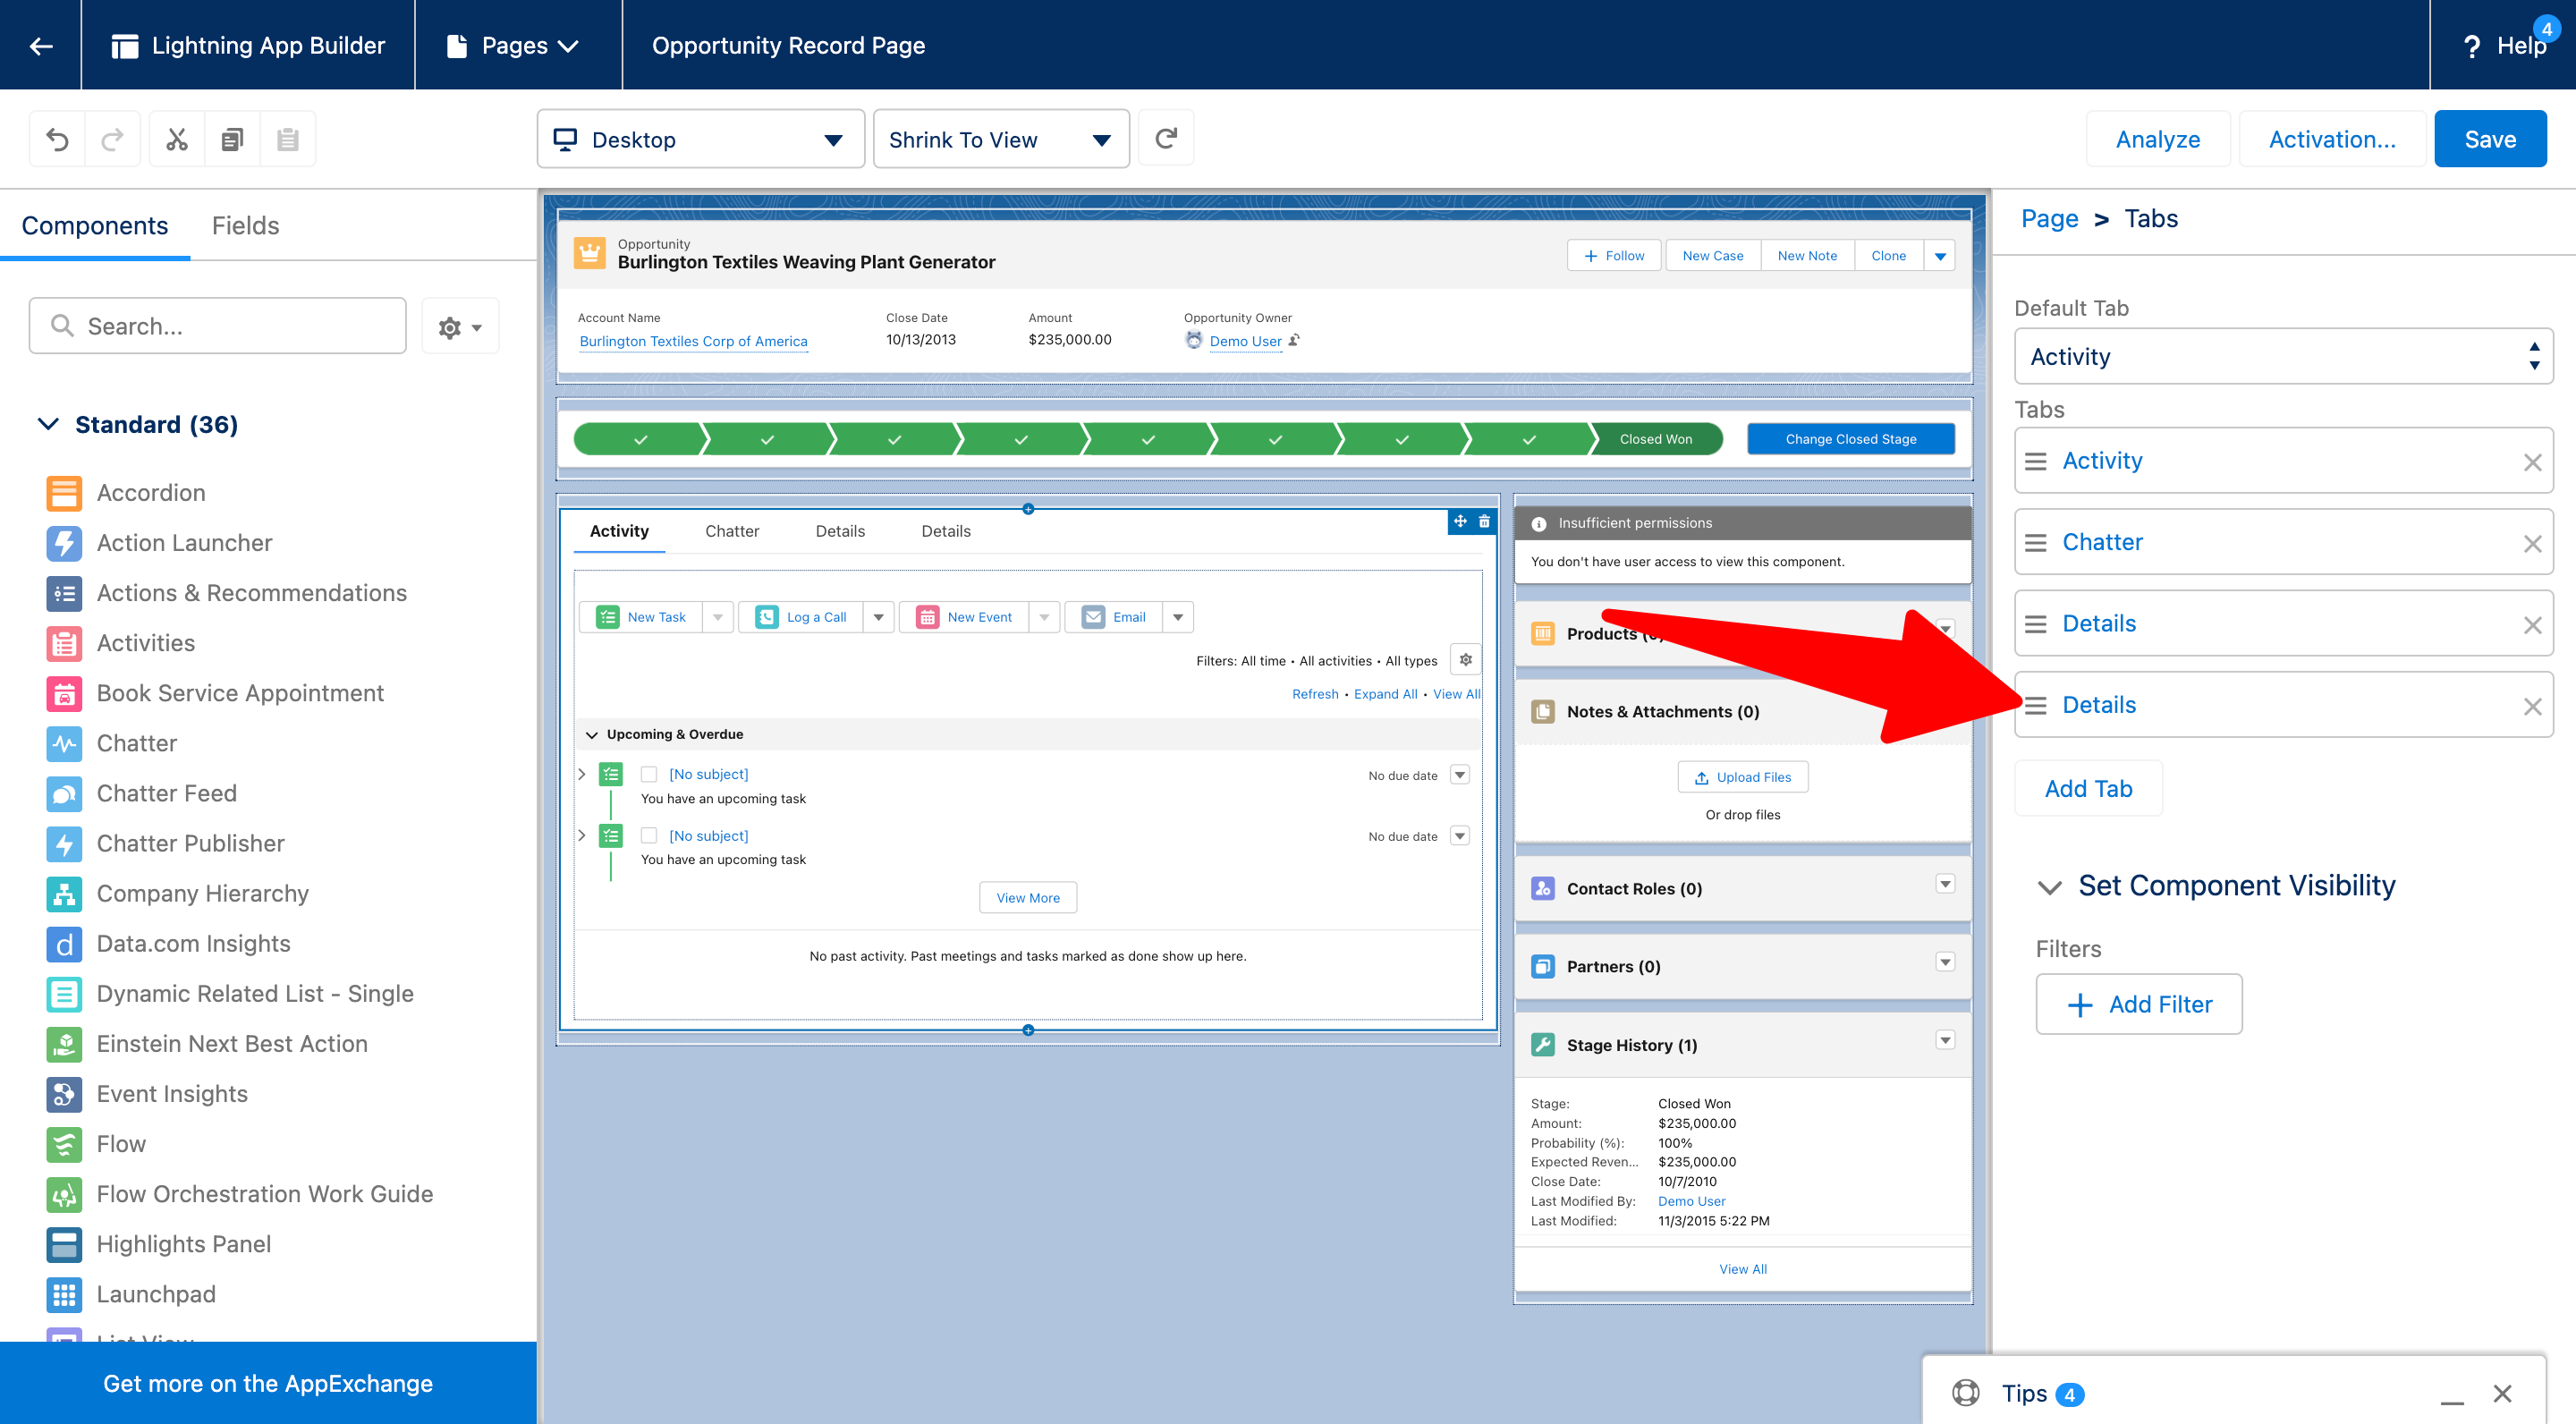 Lightning App Builder
Pages
Opportunity Record Page
? Help
4
Desktop
Shrink To View
Analyze
Activation...
Save
Components
Fields
Search...
Standard (36)
Accordion
Action Launcher
Actions & Recommendations
Activities
Book Service Appointment
Chatter
Chatter Feed
Chatter Publisher
Company Hierarchy
d Data.com Insights
Dynamic Related List - Single
Einstein Next Best Action
Event Insights
Flow
Flow Orchestration Work Guide
Highlights Panel
Launchpad
Get more on the AppExchange
Opportunity
Burlington Textiles Weaving Plant Generator
Follow
New Case
New Note
Clone
Account Name
Burlington Textiles Corp of America
Close Date
10/13/2013
Amount
$235,000.00
Opportunity Owner
Demo User
Closed Won
Change Closed Stage
Activity
Chatter
Details
Details
New Task
Log a Call
New Event
Email
Filters: All time • All activities • All types
Refresh • Expand All • View All
Upcoming & Overdue
[No subject]
No due date
You have an upcoming task
[No subject]
No due date
You have an upcoming task
View More
No past activity. Past meetings and tasks marked as done show up here.
Insufficient permissions
You don't have user access to view this component.
Products
Notes & Attachments (0)
Upload Files
Or drop files
Contact Roles (0)
Partners (0)
Stage History (1)
Stage: Closed Won
Amount: $235,000.00
Probability (%): 100%
Expected Reven... $235,000.00
Close Date: 10/7/2010
Last Modified By: Demo User
Last Modified: 11/3/2015 5:22 PM
View All
Page > Tabs
Default Tab
Activity
Tabs
Activity
Chatter
Details
Details
Add Tab
Set Component Visibility
Filters
Add Filter
Tips 4